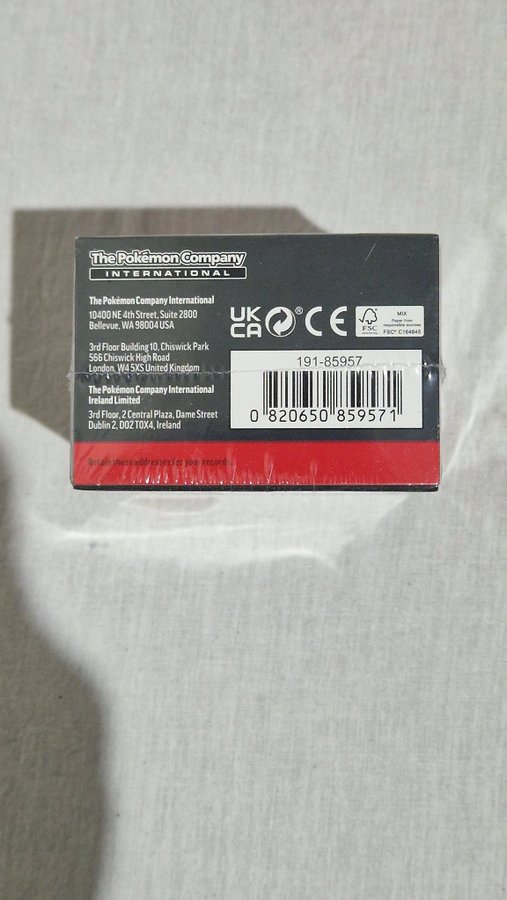 The Pokémon Company
INTERNATIONAL
The Pokémon Company International
10400 NE 4th Street, Suite 2800
Bellevue, WA 98004 USA
3rd Floor Building 10, Chiswick Park
566 Chiswick High Road
London, W4 5XS United Kingdom
The Pokémon Company International
Ireland Limited
3rd Floor, 2 Central Plaza, Dame Street
Dublin 2, D02 T0X4, Ireland
Retain these addresses for your records.
UK
CA
®
CE
FSC
MIX
Paper from
responsible sources
FSC® C184645
191-85957
0 820650 859571